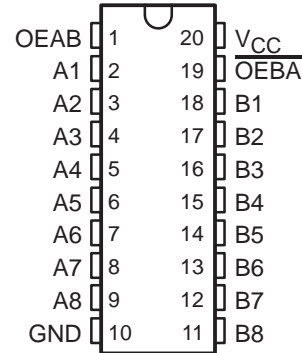 OEAB 1 20 VCC
A1 2 19 OEBA
A2 3 18 B1
A3 4 17 B2
A4 5 16 B3
A5 6 15 B4
A6 7 14 B5
A7 8 13 B6
A8 9 12 B7
GND 10 11 B8